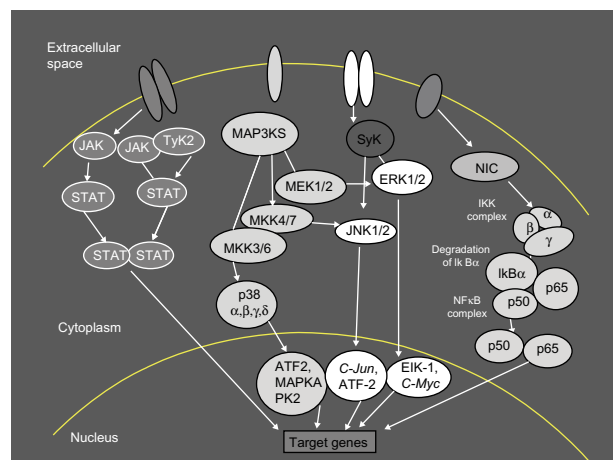 Extracellular
space
MAP3KS
SyK
JAK
JAK
TyK2
NIC
MEK1/2
ERK1/2
STAT
STAT
IKK
complex
α
β
γ
MKK4/7
JNK1/2
MKK3/6
STAT
STAT
Degradation
of Ik Bα
IkBα
p65
p38
α,β,γ,δ
NFκB
complex
p50
Cytoplasm
p50
p65
ATF2,
MAPKA
PK2
C-Jun,
ATF-2
EIK-1,
C-Myc
Nucleus
Target genes